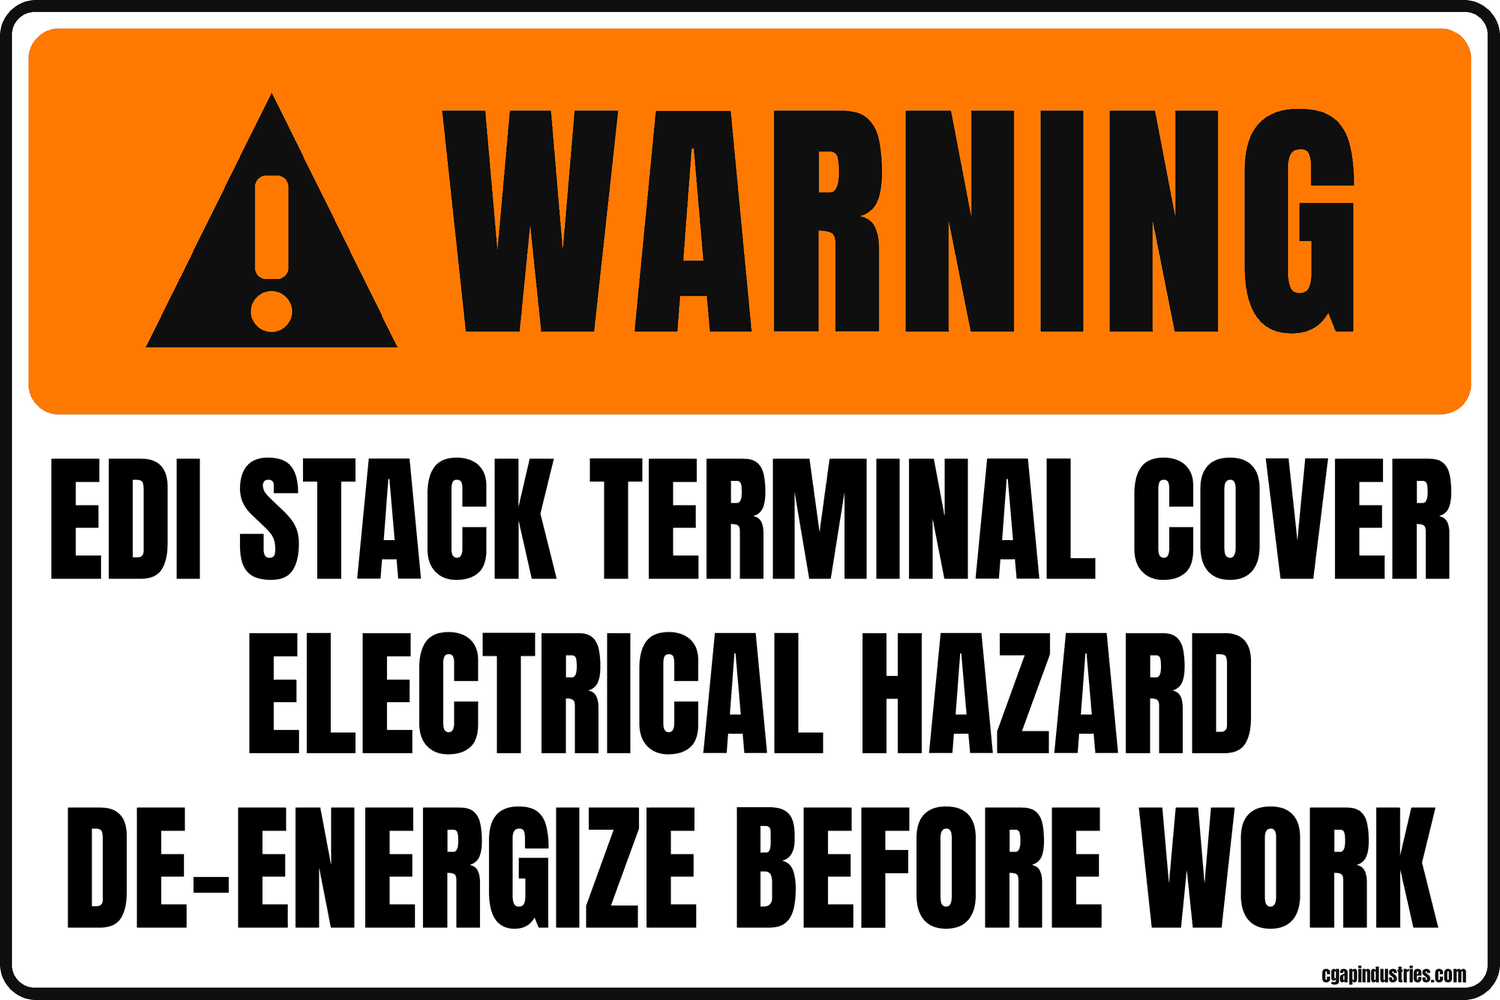 WARNING
EDI STACK TERMINAL COVER
ELECTRICAL HAZARD
DE-ENERGIZE BEFORE WORK
cgapindustries.com